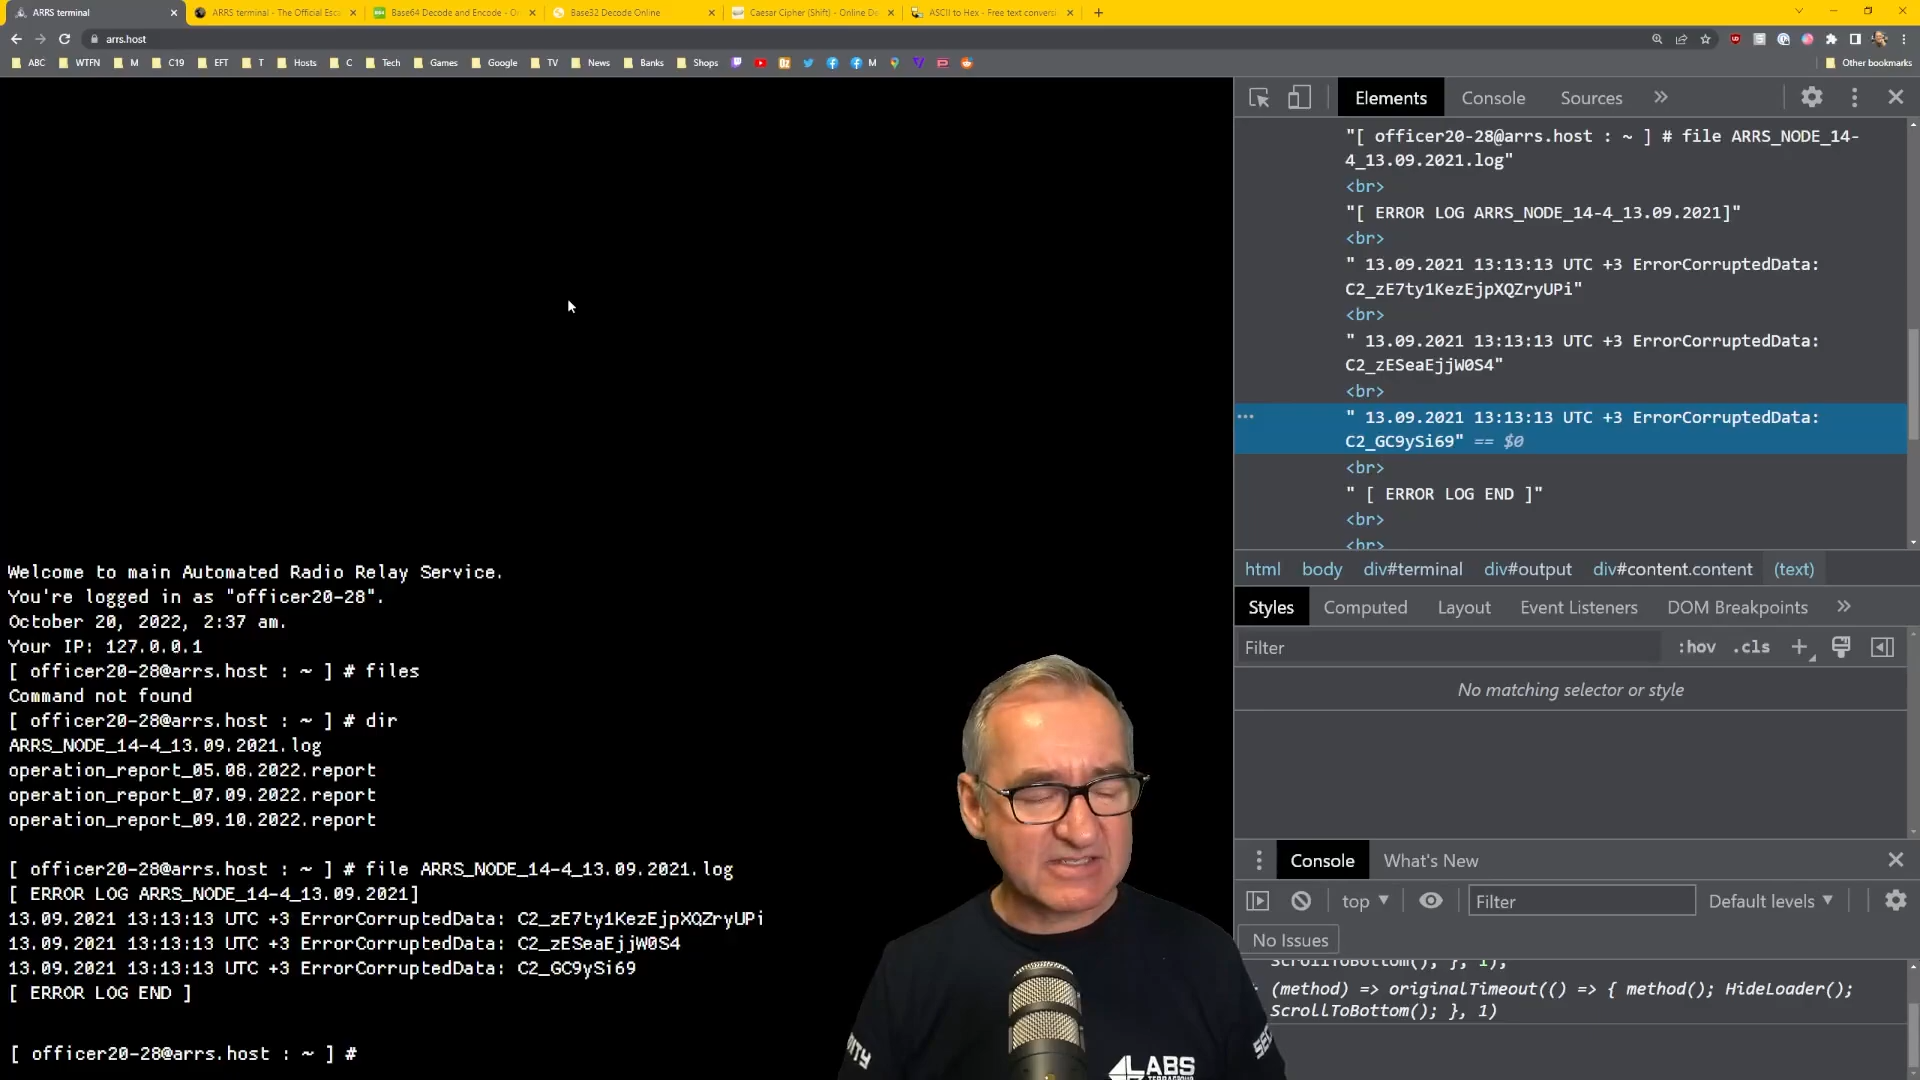 ARRS terminal
ARRS terminal - The Official Esca
Base64 Decode and Encode - O
Base32 Decode Online
Caesar Cipher (Shift) - Online De
ASCII to Hex - Free text conversi
arrs.host
ABC WTFN M C19 EFT T Hosts C Tech Games Google TV News Banks Shops M Other bookmarks
Welcome to main Automated Radio Relay Service.
You're logged in as "officer20-28".
October 20, 2022, 2:37 am.
Your IP: 127.0.0.1
[ officer20-28@arrs.host : ~ ] # files
Command not found
[ officer20-28@arrs.host : ~ ] # dir
ARRS_NODE_14-4_13.09.2021.log
operation_report_05.08.2022.report
operation_report_07.09.2022.report
operation_report_09.10.2022.report
[ officer20-28@arrs.host : ~ ] # file ARRS_NODE_14-4_13.09.2021.log
[ ERROR LOG ARRS_NODE_14-4_13.09.2021]
13.09.2021 13:13:13 UTC +3 ErrorCorruptedData: C2_zE7ty1KezEjpXQZryUPi
13.09.2021 13:13:13 UTC +3 ErrorCorruptedData: C2_zESeaEjjW0S4
13.09.2021 13:13:13 UTC +3 ErrorCorruptedData: C2_GC9ySi69
[ ERROR LOG END ]
[ officer20-28@arrs.host : ~ ] #
LABS
Elements Console Sources
"[ officer20-28@arrs.host : ~ ] # file ARRS_NODE_14-
4_13.09.2021.log"
<br>
"[ ERROR LOG ARRS_NODE_14-4_13.09.2021]"
<br>
" 13.09.2021 13:13:13 UTC +3 ErrorCorruptedData:
C2_zE7ty1KezEjpXQZryUPi"
<br>
" 13.09.2021 13:13:13 UTC +3 ErrorCorruptedData:
C2_zESeaEjjW0S4"
<br>
" 13.09.2021 13:13:13 UTC +3 ErrorCorruptedData:
C2_GC9ySi69" == $0
<br>
" [ ERROR LOG END ]"
<br>
<br>
html body div#terminal div#output div#content.content (text)
Styles Computed Layout Event Listeners DOM Breakpoints
Filter :hov .cls
No matching selector or style
Console What's New
top Filter Default levels
No Issues
ScrollToBottom(); }, 1);
(method) => originalTimeout(() => { method(); HideLoader();
ScrollToBottom(); }, 1)